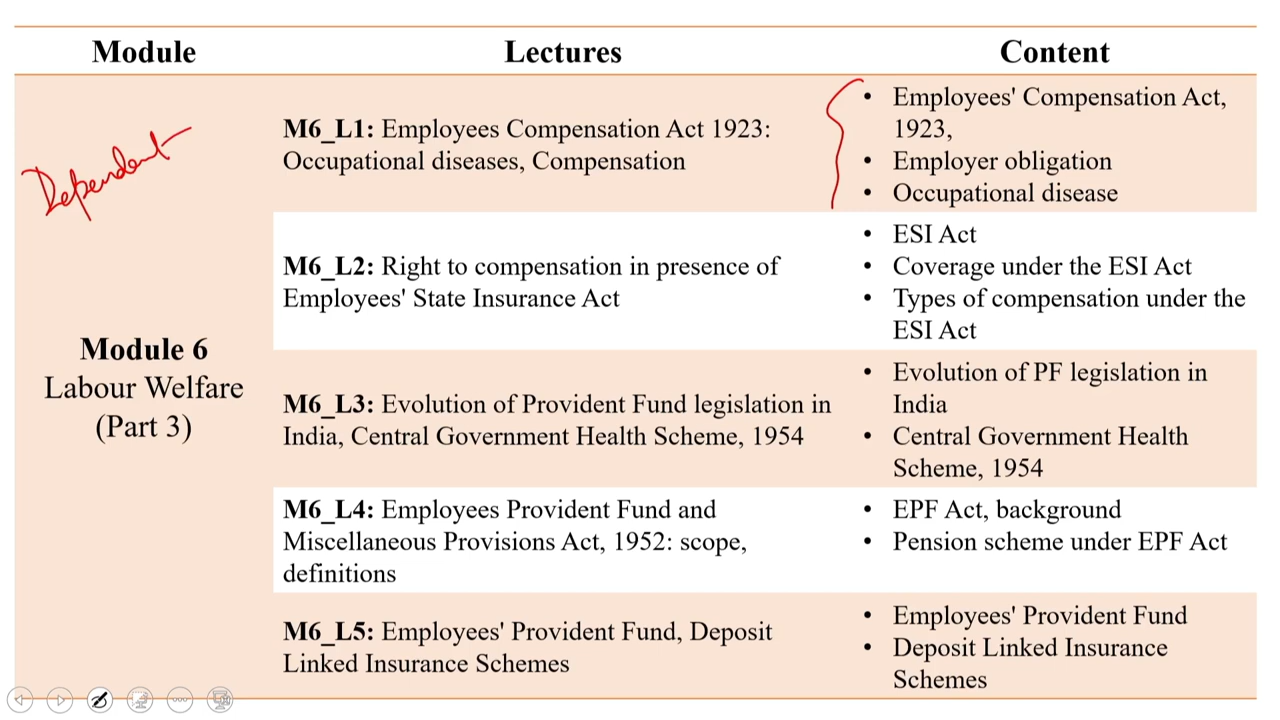 Module Lectures Content
Dependent
M6_L1: Employees Compensation Act 1923:
Occupational diseases, Compensation
• Employees' Compensation Act,
1923,
• Employer obligation
• Occupational disease
M6_L2: Right to compensation in presence of
Employees' State Insurance Act
• ESI Act
• Coverage under the ESI Act
• Types of compensation under the
ESI Act
Module 6
Labour Welfare
(Part 3)
M6_L3: Evolution of Provident Fund legislation in
India, Central Government Health Scheme, 1954
• Evolution of PF legislation in
India
• Central Government Health
Scheme, 1954
M6_L4: Employees Provident Fund and
Miscellaneous Provisions Act, 1952: scope,
definitions
• EPF Act, background
• Pension scheme under EPF Act
M6_L5: Employees' Provident Fund, Deposit
Linked Insurance Schemes
• Employees' Provident Fund
• Deposit Linked Insurance
Schemes